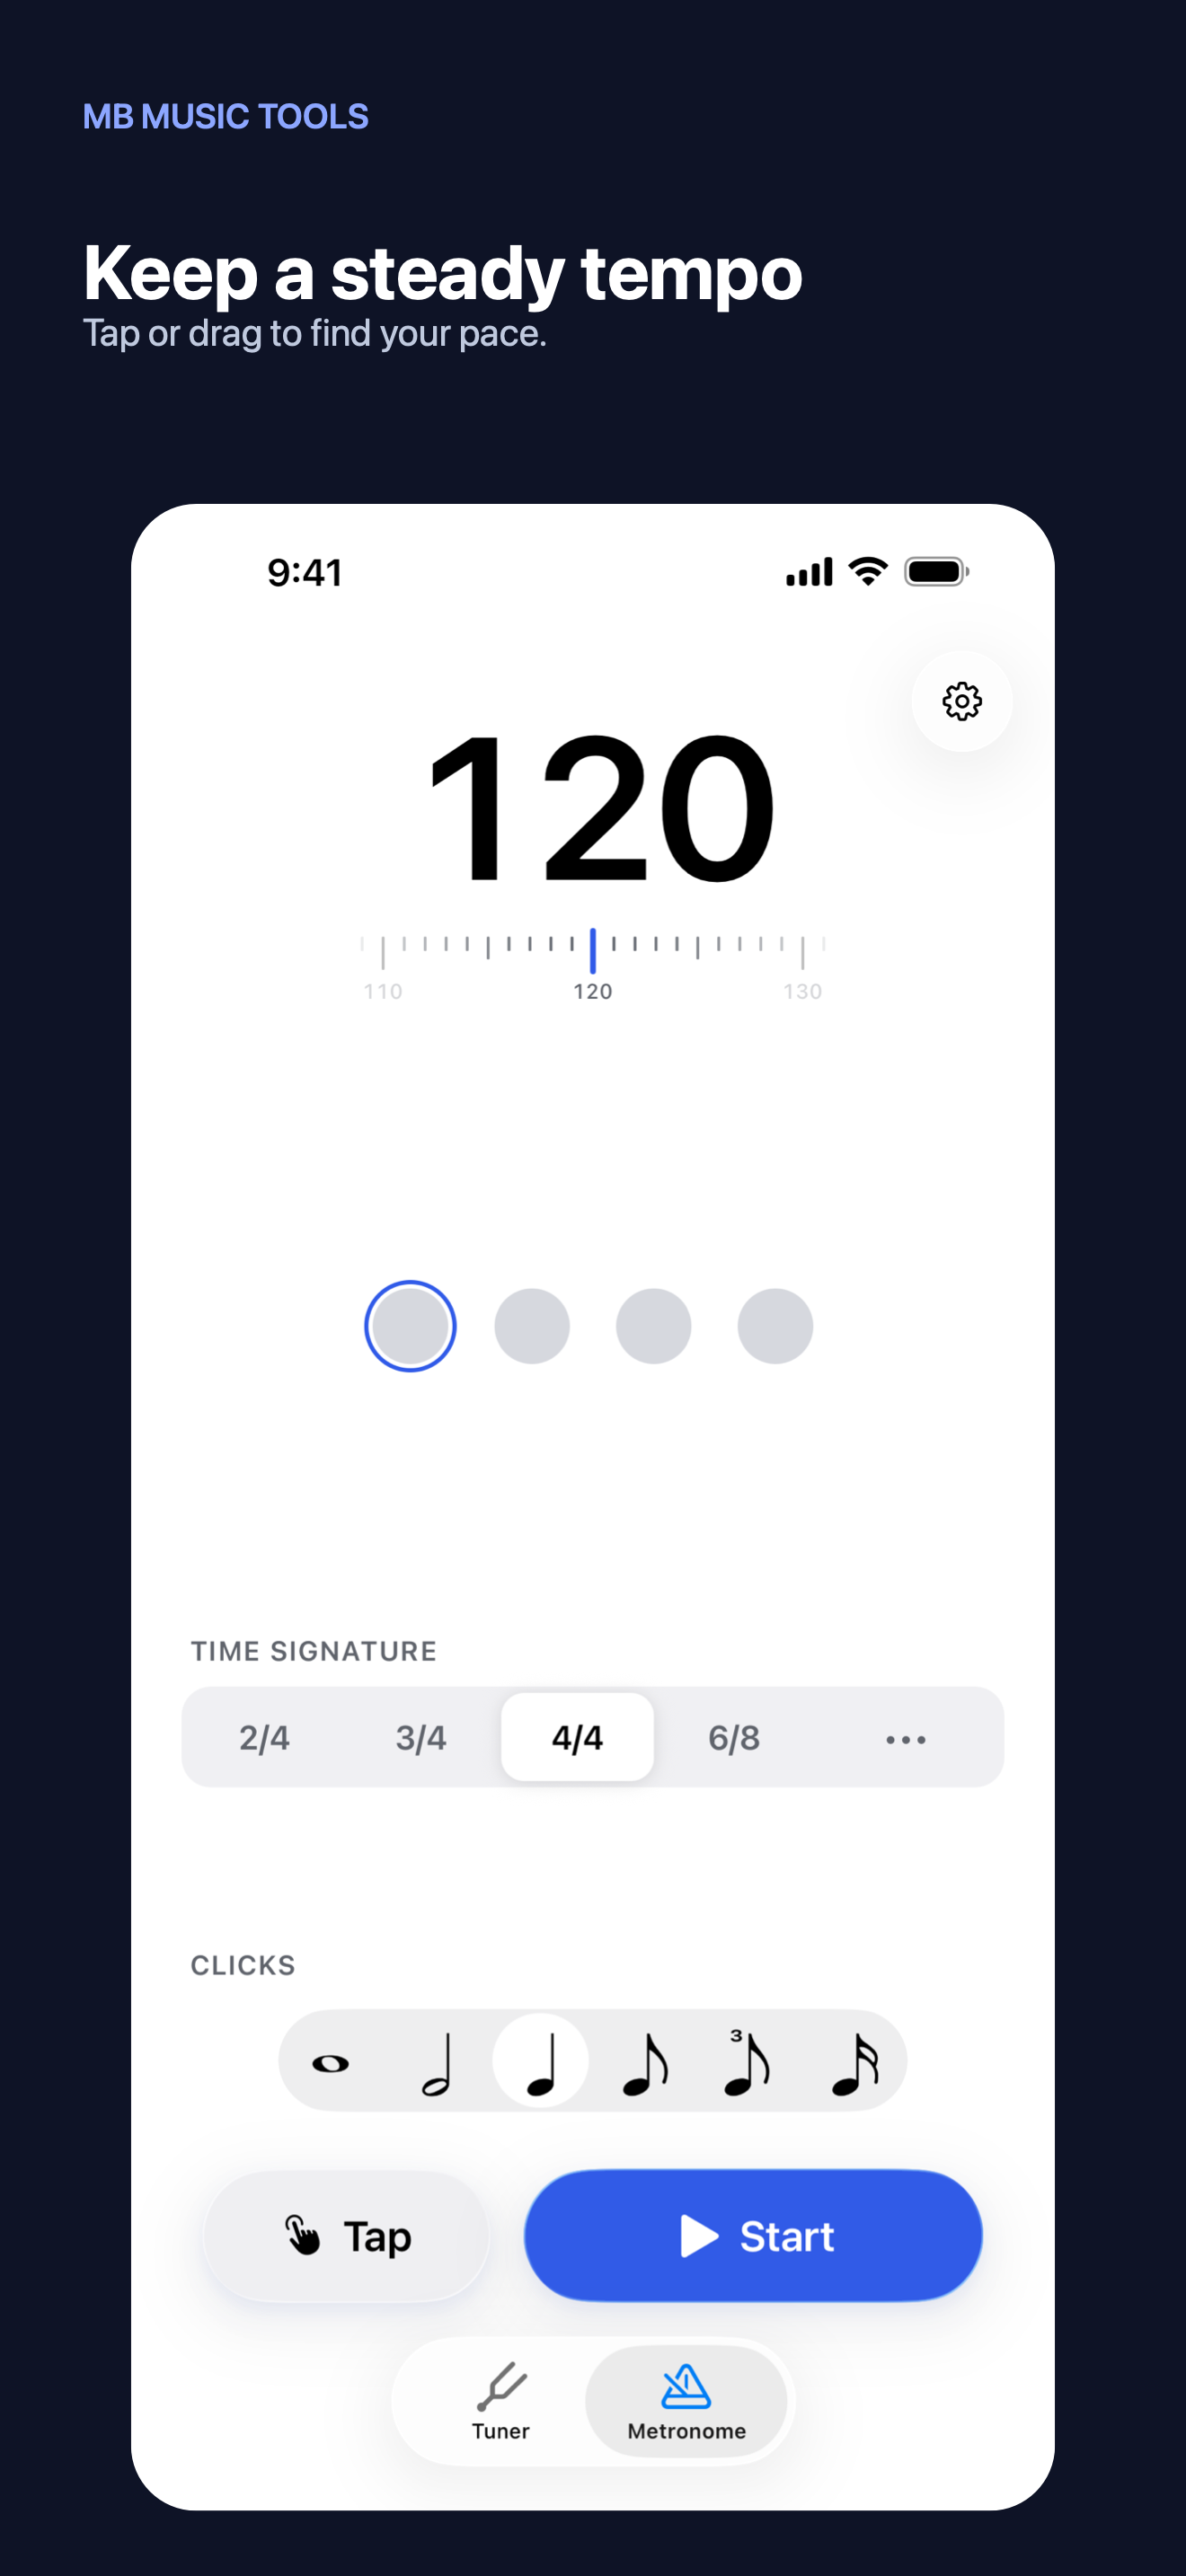 MB MUSIC TOOLS
Keep a steady tempo
Tap or drag to find your pace.
9:41
120
110 120 130
TIME SIGNATURE
2/4 3/4 4/4 6/8 ...
CLICKS
3
Tap Start
Tuner Metronome